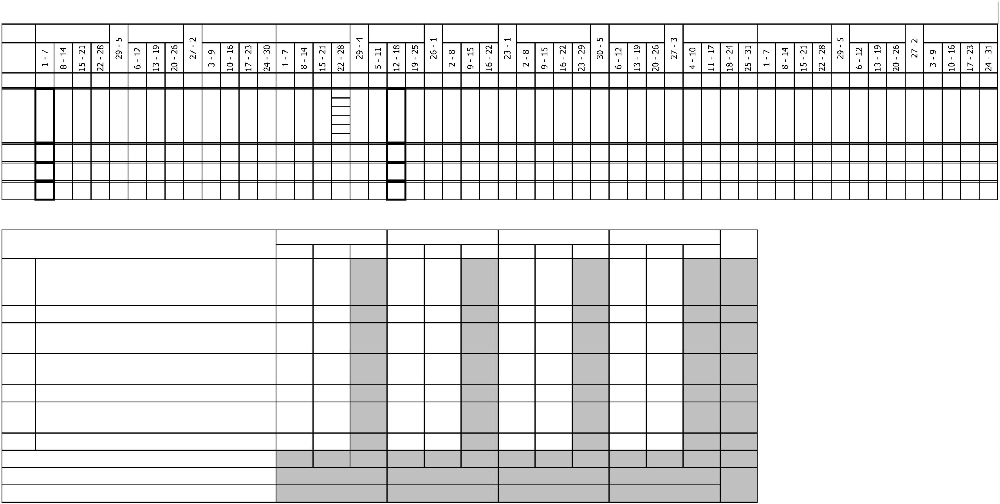 1 - 7
8 - 14
15 - 21
22 - 28
29 - 5
6 - 12
13 - 19
20 - 26
27 - 2
3 - 9
10 - 16
17 - 23
24 - 30
1 - 7
8 - 14
15 - 21
22 - 28
29 - 4
5 - 11
12 - 18
19 - 25
26 - 1
2 - 8
9 - 15
16 - 22
23 - 1
2 - 8
9 - 15
16 - 22
23 - 29
30 - 5
6 - 12
13 - 19
20 - 26
27 - 3
4 - 10
11 - 17
18 - 24
25 - 31
1 - 7
8 - 14
15 - 21
22 - 28
29 - 5
6 - 12
13 - 19
20 - 26
27 -2
3 - 9
10 - 16
17 - 23
24 - 31